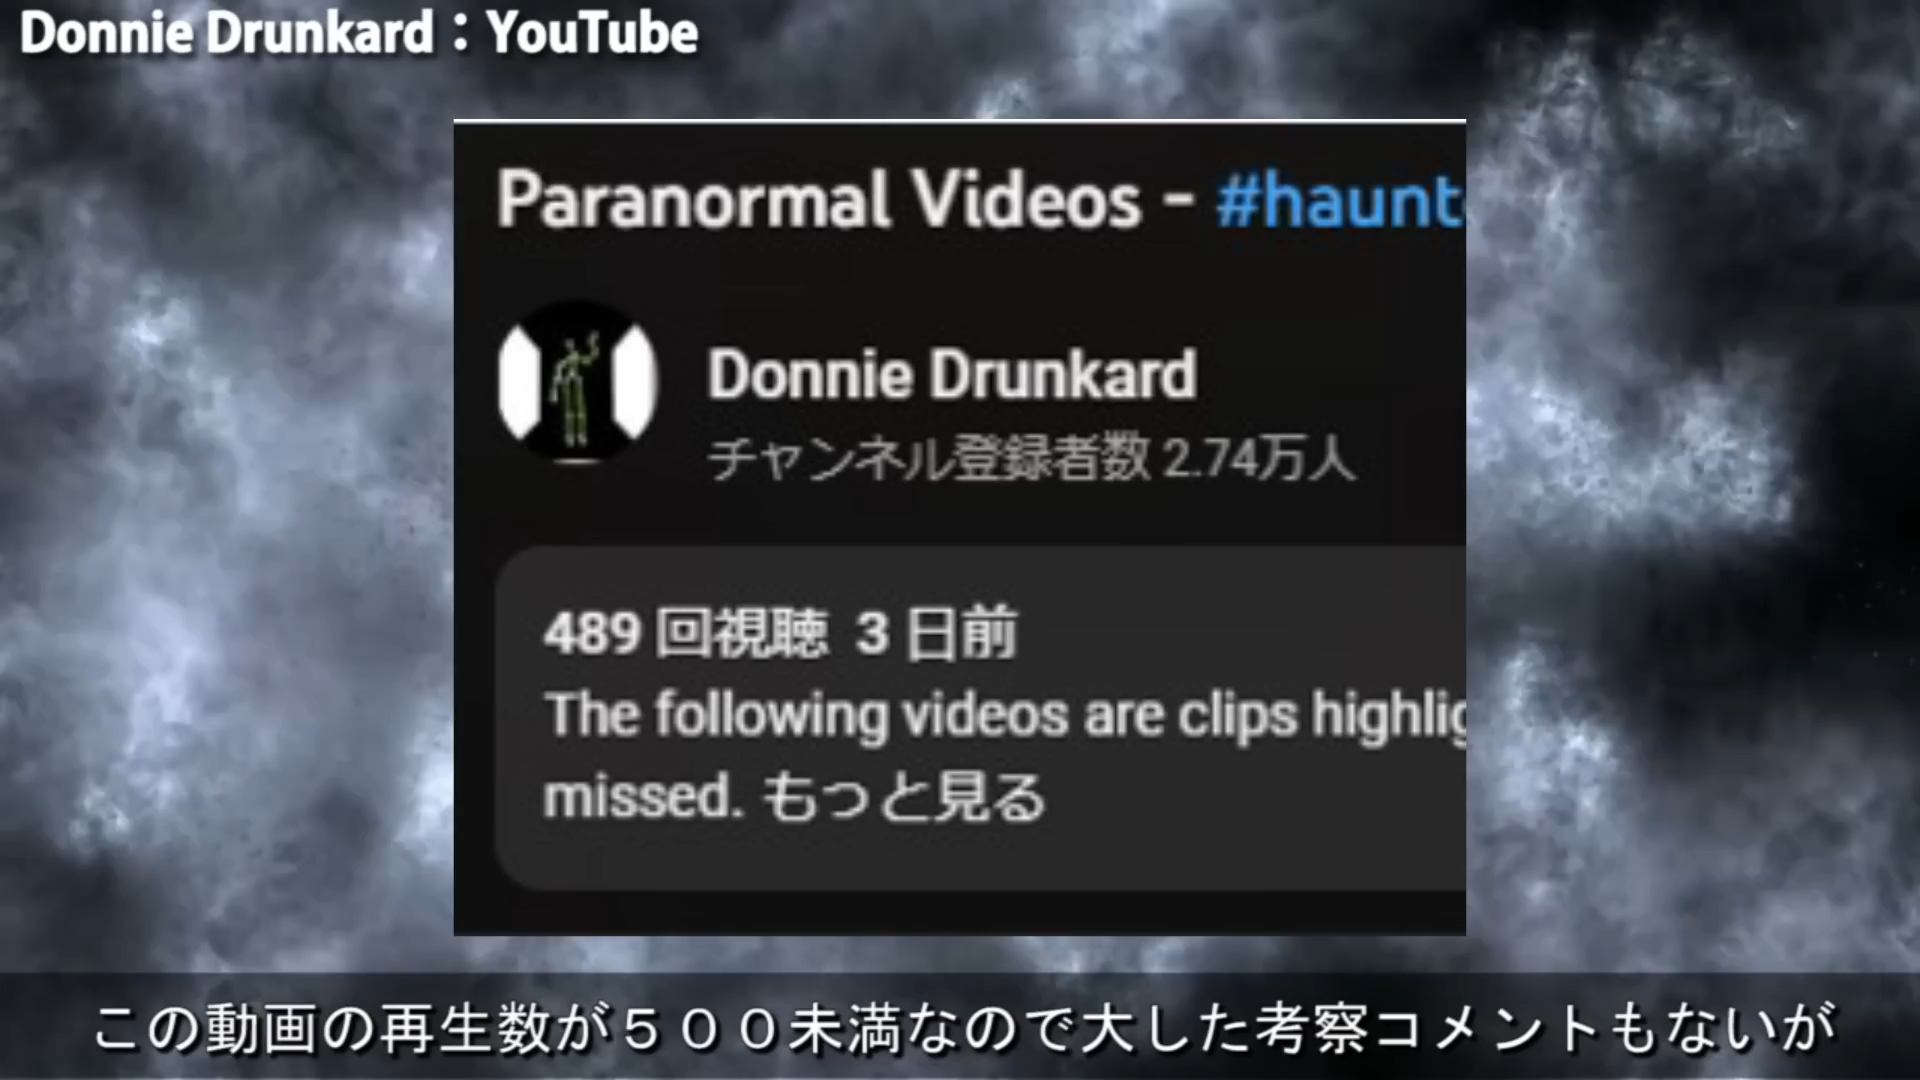 Donnie Drunkard：YouTube
Paranormal Videos - #haunt
Donnie Drunkard
チャンネル登録者数 2.74万人
489 回視聴 3 日前
The following videos are clips highlig
missed. もっと見る
この動画の再生数が５００未満なので大した考察コメントもないが